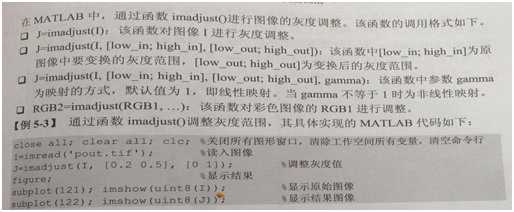 在 MATLAB 中，通过函数 imadjust()进行图像的灰度调整。该函数的调用格式如下。
❑ J=imadjust(I)：该函数对图像 I 进行灰度调整。
❑ J=imadjust(I, [low_in; high_in], [low_out; high_out])：该函数中[low_in; high_in]为原
图像中要变换的灰度范围，[low_out; high_out]为变换后的灰度范围。
❑ J=imadjust(I, [low_in; high_in], [low_out; high_out], gamma)：该函数中参数 gamma
为映射的方式，默认值为 1，即线性映射。当 gamma 不等于 1 时为非线性映射。
❑ RGB2=imadjust(RGB1, …)：该函数对彩色图像的 RGB1 进行调整。
【例 5-3】 通过函数 imadjust()调整灰度范围，其具体实现的 MATLAB 代码如下：
close all; clear all; clc; %关闭所有图形窗口，清除工作空间所有变量，清空命令行
I=imread('pout.tif'); %读入图像
J=imadjust(I, [0.2 0.5], [0 1]); %调整灰度值
figure; %显示结果
subplot(121); imshow(uint8(I)); %显示原始图像
subplot(122); imshow(uint8(J)); %显示结果图像